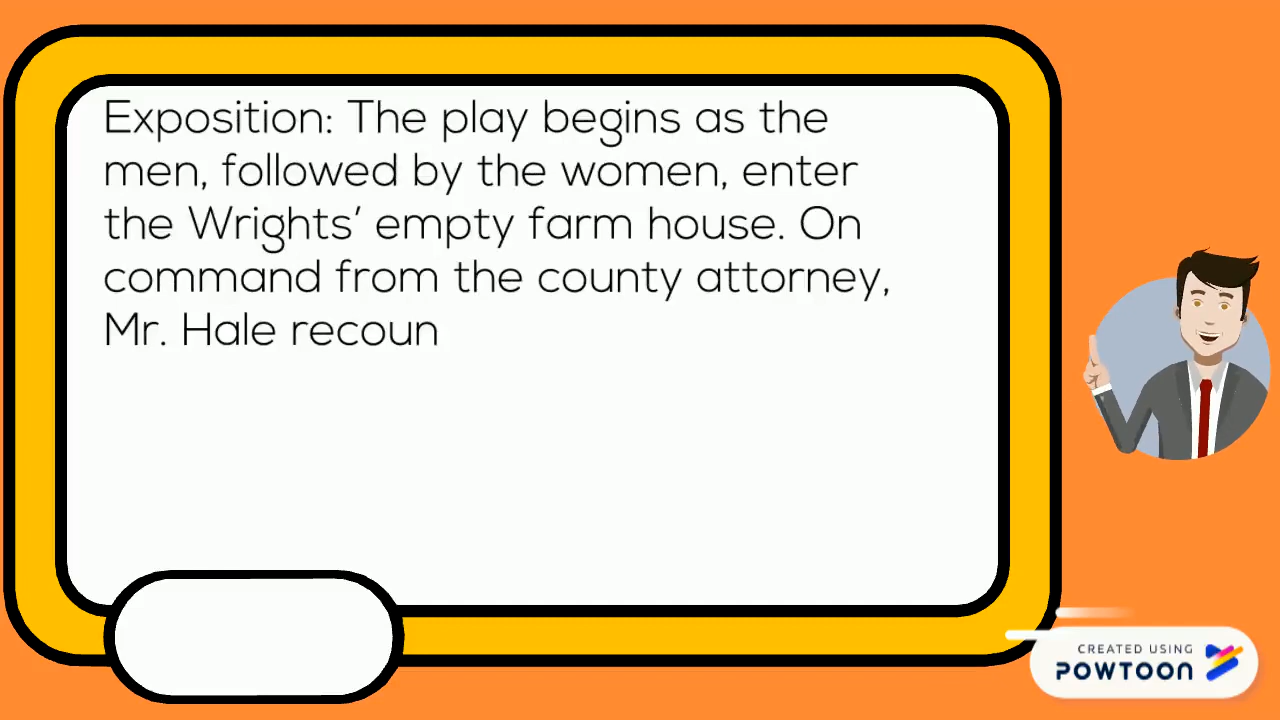 Exposition: The play begins as the
men, followed by the women, enter
the Wrights’ empty farm house. On
command from the county attorney,
Mr. Hale recoun
CREATED USING
POWTOON